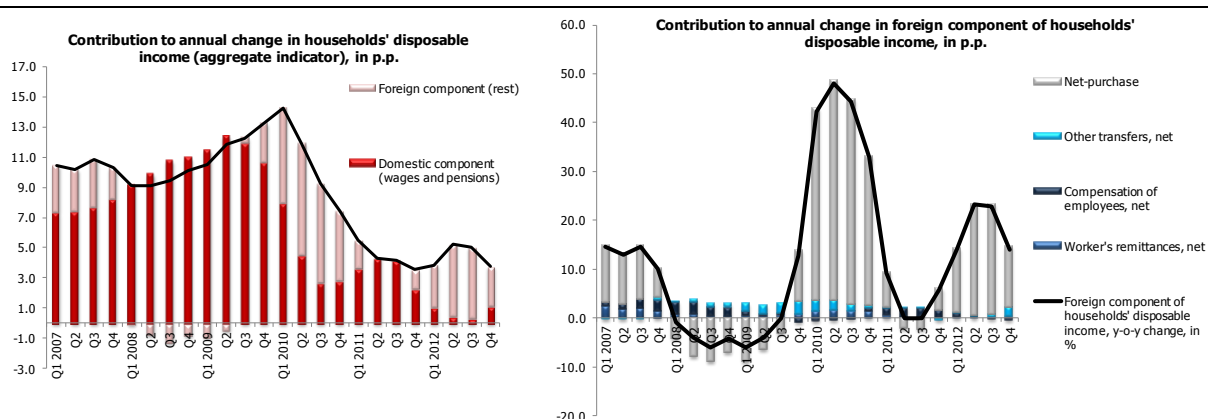 Contribution to annual change in households' disposable
income (aggregate indicator), in p.p.
17.0
15.0
13.0
11.0
9.0
7.0
5.0
3.0
1.0
-1.0
-3.0
Foreign component (rest)
Domestic component
(wages and pensions)
Q1 2007
Q2
Q3
Q4
Q1 2008
Q2
Q3
Q4
Q1 2009
Q2
Q3
Q4
Q1 2010
Q2
Q3
Q4
Q1 2011
Q2
Q3
Q4
Q1 2012
Q2
Q3
Q4
Contribution to annual change in foreign component of households'
disposable income, in p.p.
60.0
50.0
40.0
30.0
20.0
10.0
0.0
-10.0
-20.0
Q1 2007
Q2
Q3
Q4
Q1 2008
Q2
Q3
Q4
Q1 2009
Q2
Q3
Q4
Q1 2010
Q2
Q3
Q4
Q1 2011
Q2
Q3
Q4
Q1 2012
Q2
Q3
Q4
Net-purchase
Other transfers, net
Compensation of
employees, net
Worker's remittances, net
Foreign component of
households' disposable
income, y-o-y change, in
%